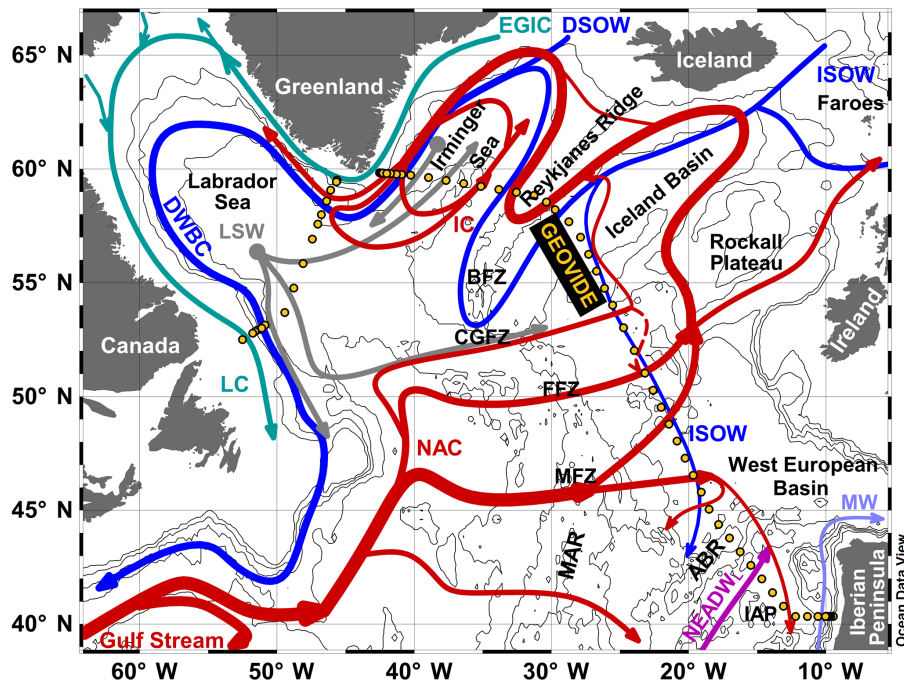 65° N
60° N
55° N
50° N
45° N
40° N
60° W
50° W
40° W
30° W
20° W
10° W
EGIC
DSOW
Greenland
Iceland
ISOW
Faroes
Irminger
Sea
Reykjanes Ridge
Labrador
Sea
DWBC
LSW
IC
Iceland Basin
Rockall
Plateau
GEOVIDE
BFZ
Ireland
Canada
CGFZ
LC
FFZ
NAC
ISOW
MFZ
West European
Basin
MW
MAR
ABR
NEADWL
IAP
Iberian
Peninsula
Gulf Stream
Ocean Data View